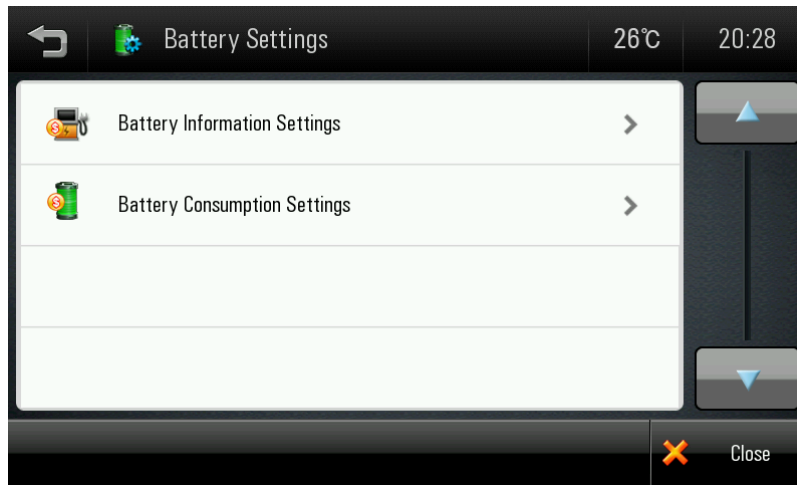 Battery Settings
26℃
20:28
Battery Information Settings
Battery Consumption Settings
Close